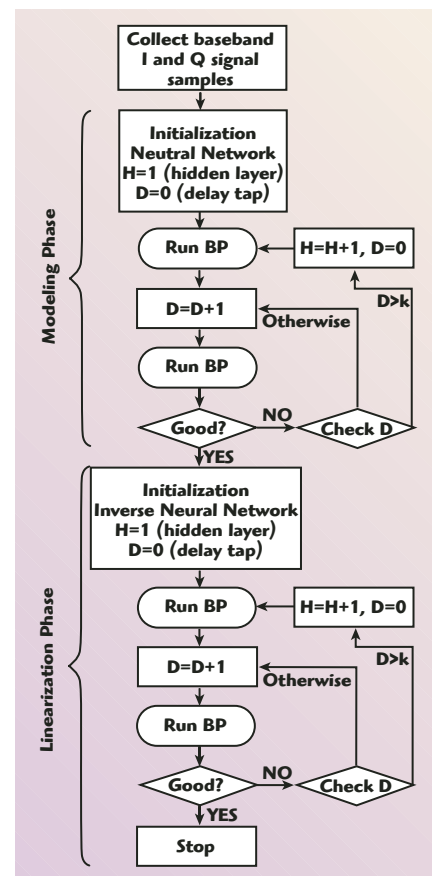 Collect baseband
I and Q signal
samples
Modeling Phase
Initialization
Neutral Network
H=1 (hidden layer)
D=0 (delay tap)
Run BP
H=H+1, D=0
D>k
D=D+1
Otherwise
Run BP
Good?
NO
Check D
YES
Linearization Phase
Initialization
Inverse Neural Network
H=1 (hidden layer)
D=0 (delay tap)
Run BP
H=H+1, D=0
D>k
D=D+1
Otherwise
Run BP
Good?
NO
Check D
YES
Stop